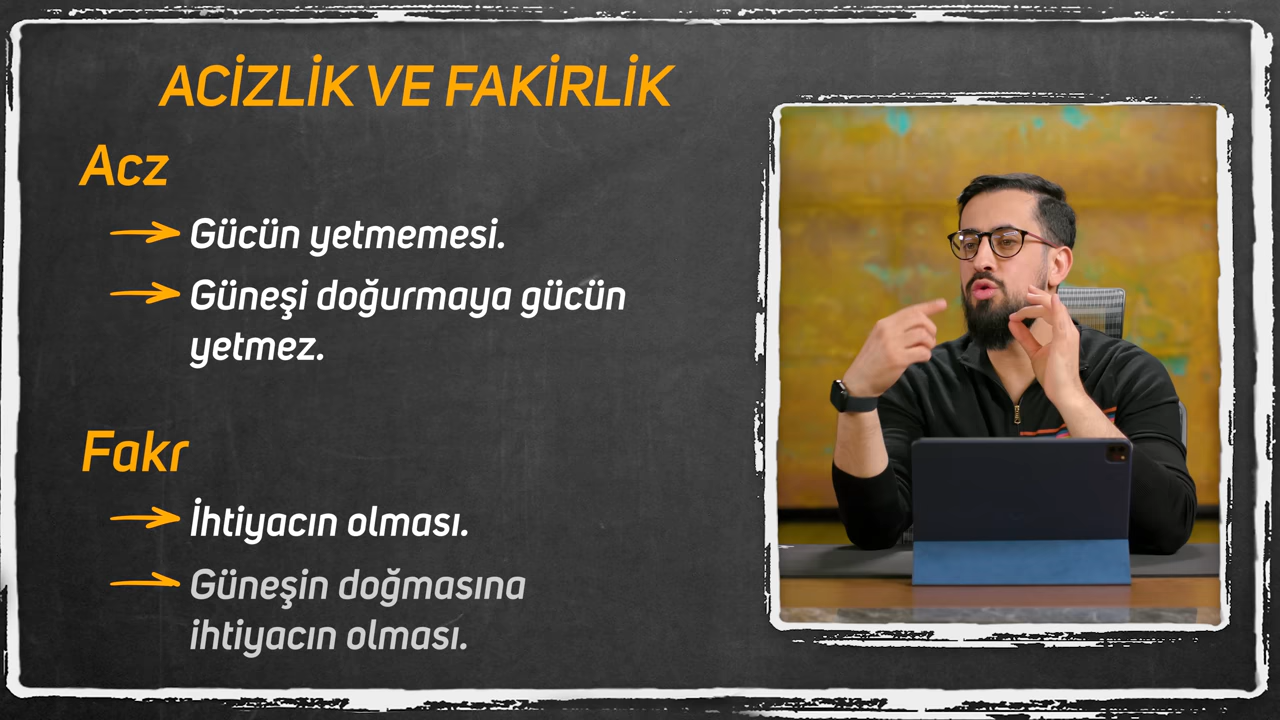 ACİZLİK VE FAKİRLİK
Acz
Gücün yetmemesi.
Güneşi doğurmaya gücün
yetmez.
Fakr
İhtiyacın olması.
Güneşin doğmasına
ihtiyacın olması.